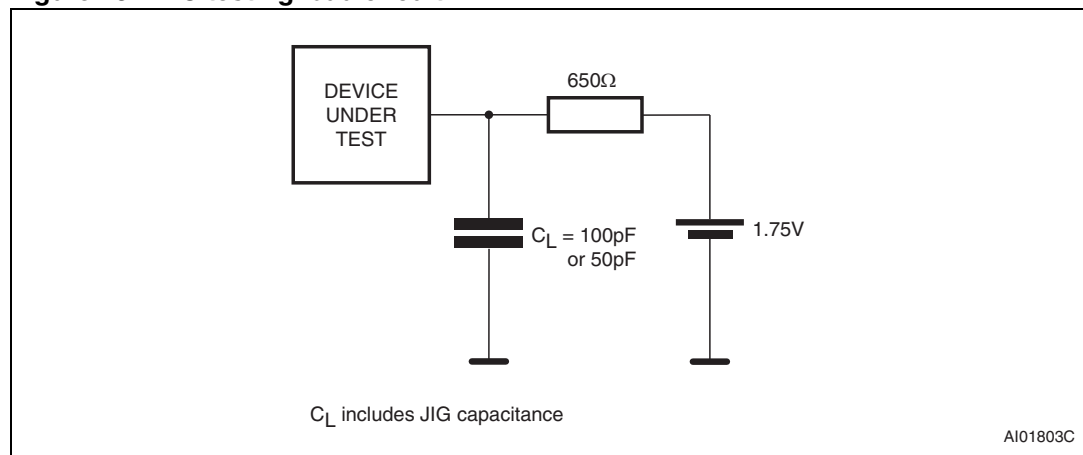 DEVICE
UNDER
TEST
650Ω
CL = 100pF
or 50pF
1.75V
CL includes JIG capacitance
AI01803C